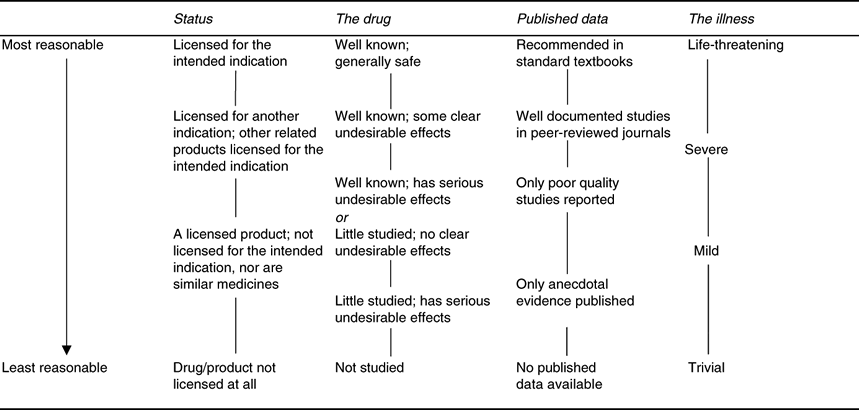 Status
The drug
Published data
The illness
Most reasonable
Licensed for the
intended indication
Well known;
generally safe
Recommended in
standard textbooks
Life-threatening
Licensed for another
indication; other related
products licensed for the
intended indication
Well known; some clear
undesirable effects
Well documented studies
in peer-reviewed journals
Severe
Well known; has serious
undesirable effects
or
Little studied; no clear
undesirable effects
Only poor quality
studies reported
A licensed product; not
licensed for the intended
indication, nor are
similar medicines
Mild
Little studied; has serious
undesirable effects
Only anecdotal
evidence published
Least reasonable
Drug/product not
licensed at all
Not studied
No published
data available
Trivial